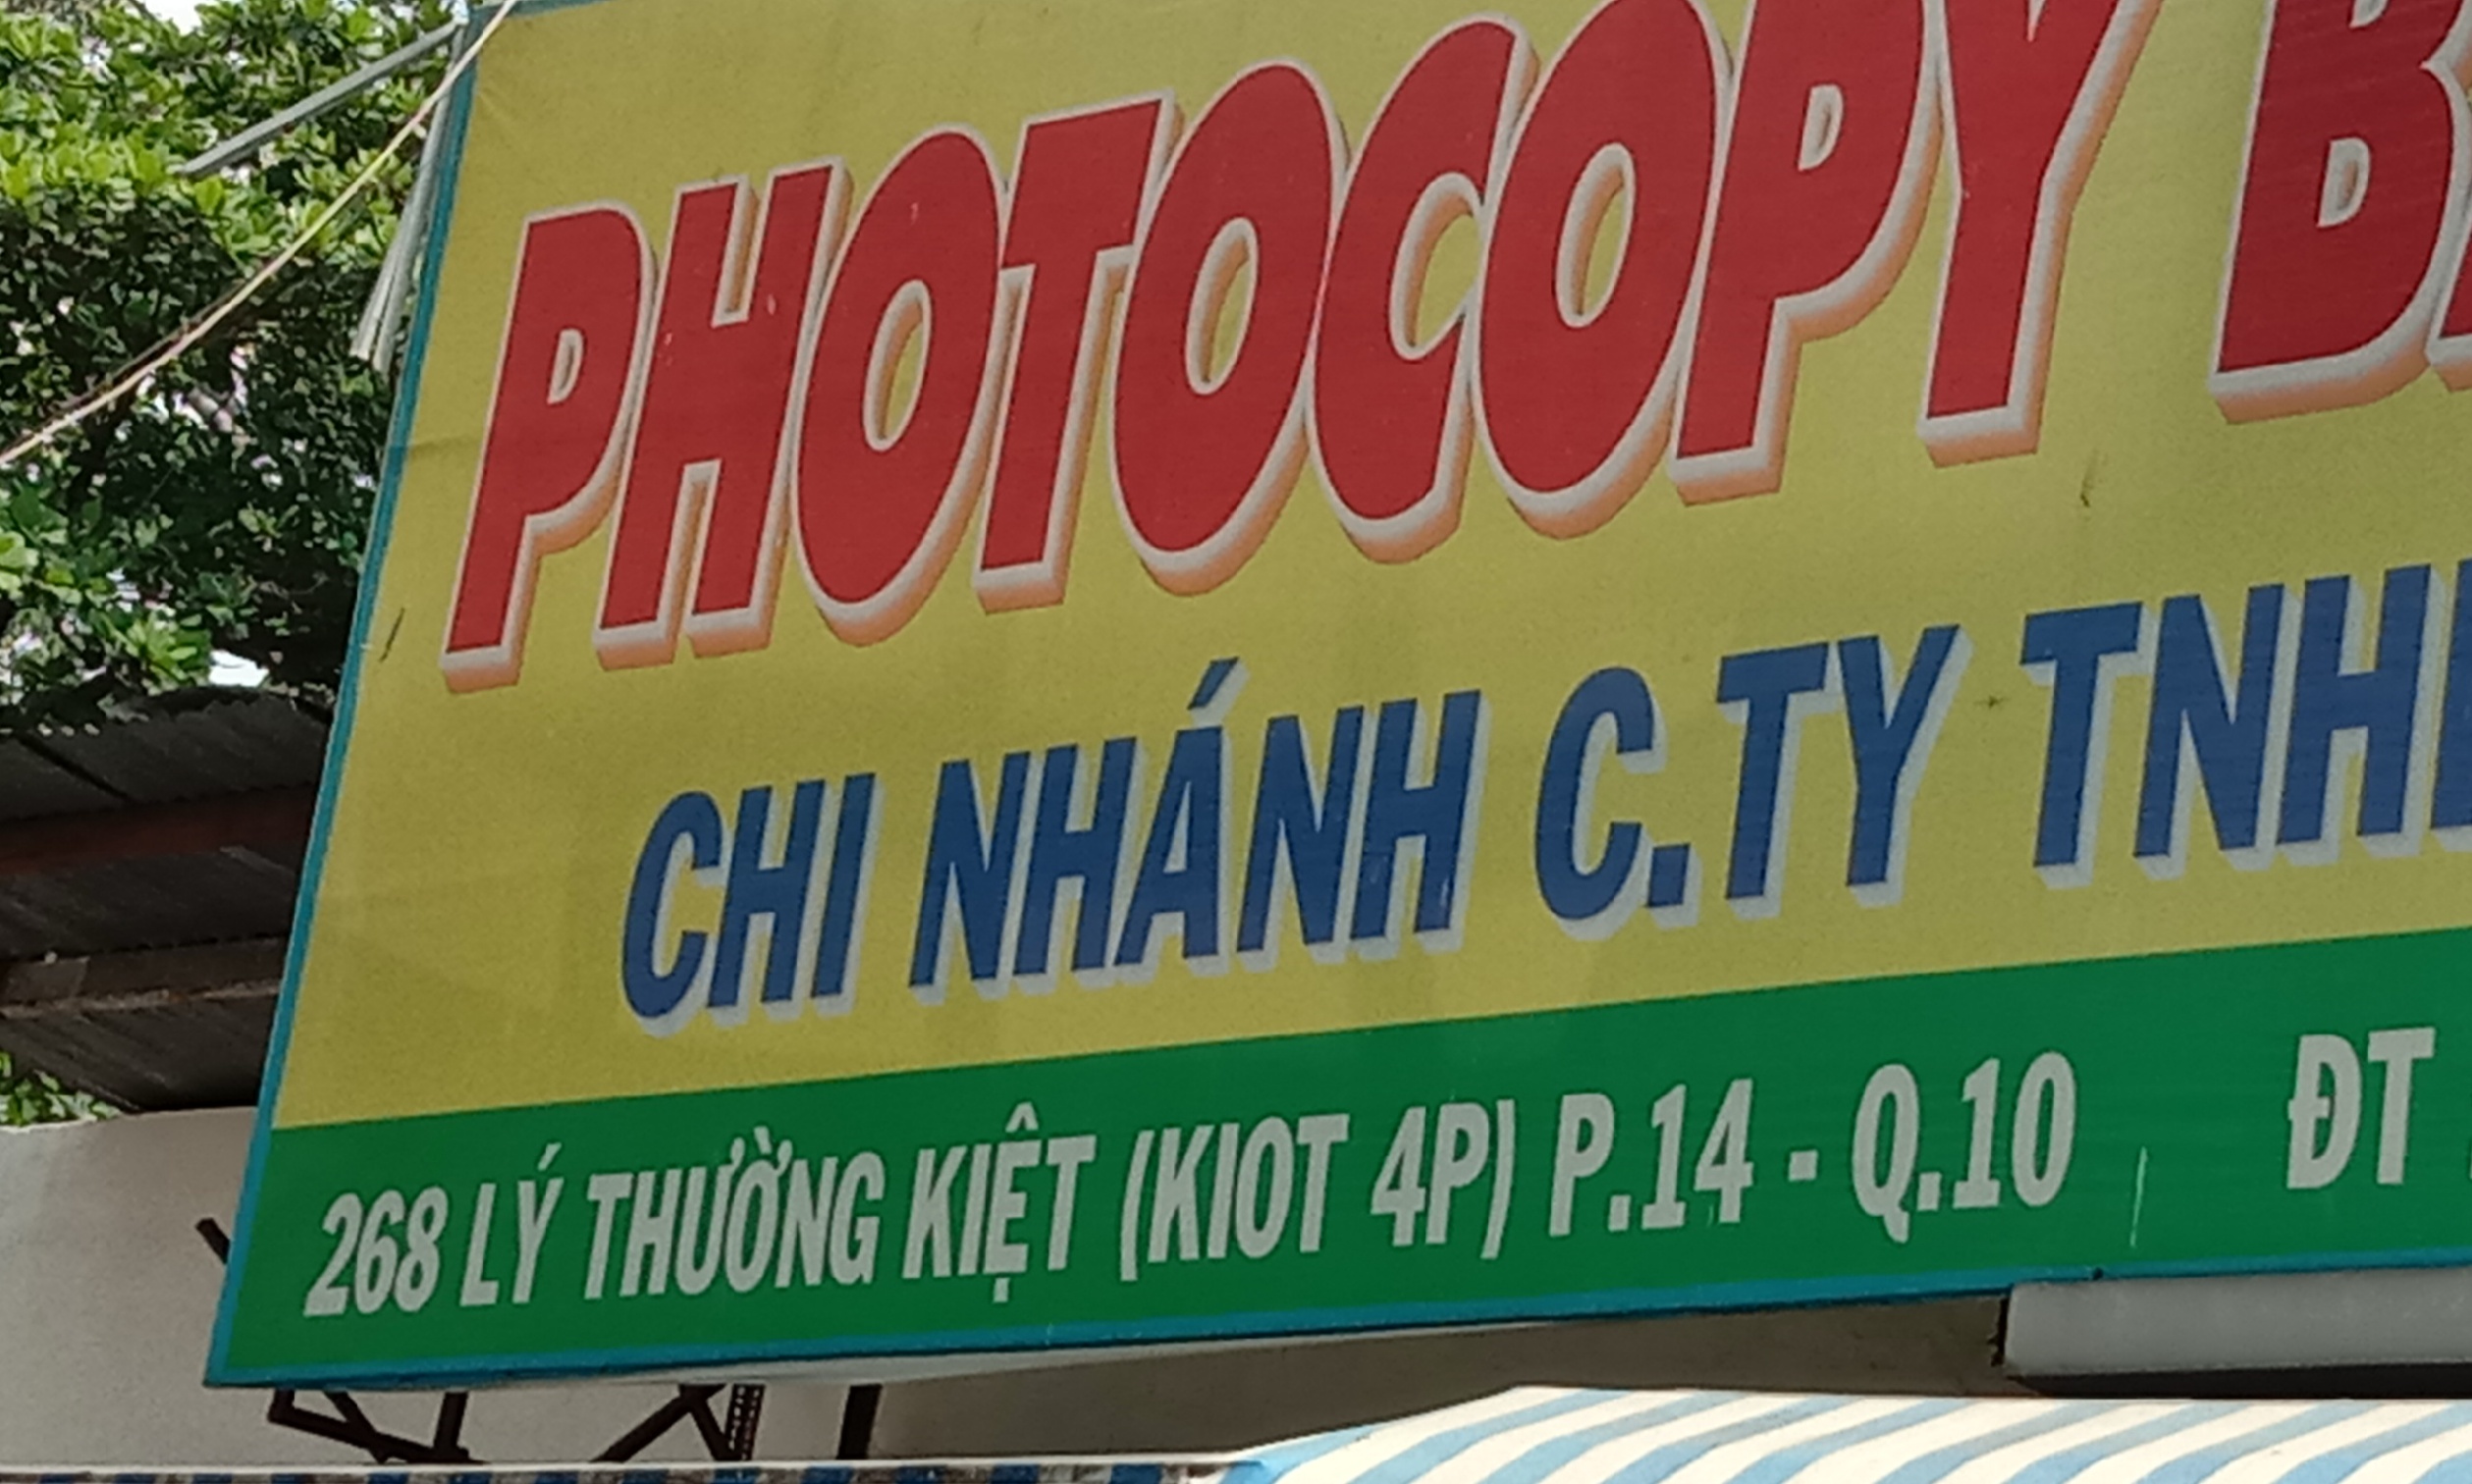 PHOTOCOPY
CHI NHÁNH C.TY
268 LÝ THƯỜNG KIỆT (KIOT 4P) P.14 - Q.10 ĐT